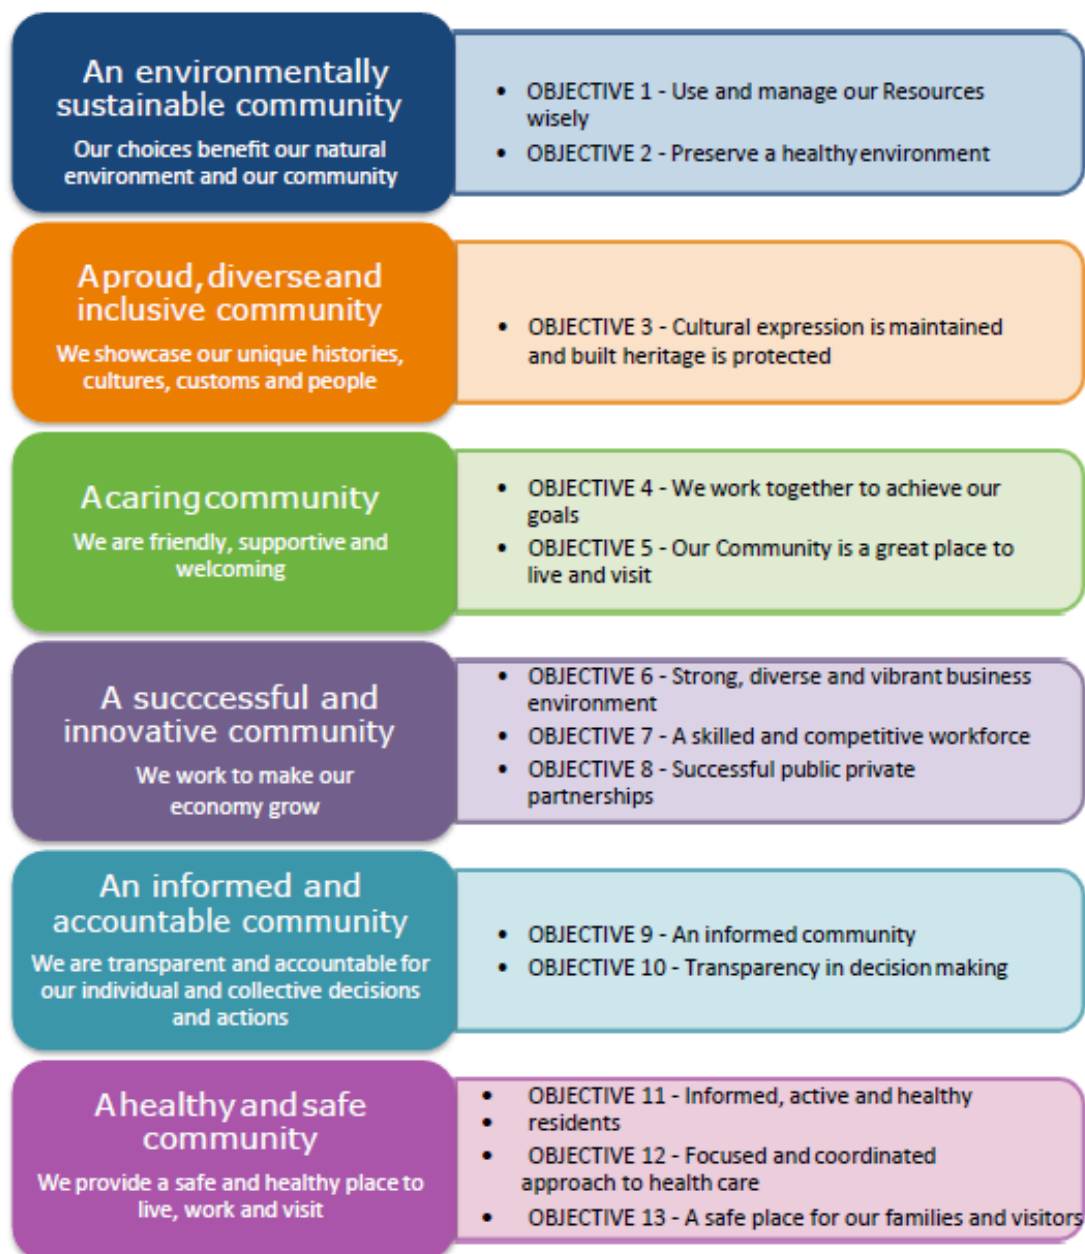 An environmentally
sustainable community
Our choices benefit our natural
environment and our community
• OBJECTIVE 1 - Use and manage our Resources
wisely
• OBJECTIVE 2 - Preserve a healthy environment
A proud, diverse and
inclusive community
We showcase our unique histories,
cultures, customs and people
• OBJECTIVE 3 - Cultural expression is maintained
and built heritage is protected
A caring community
We are friendly, supportive and
welcoming
• OBJECTIVE 4 - We work together to achieve our
goals
• OBJECTIVE 5 - Our Community is a great place to
live and visit
A succcessful and
innovative community
We work to make our
economy grow
• OBJECTIVE 6 - Strong, diverse and vibrant business
environment
• OBJECTIVE 7 - A skilled and competitive workforce
• OBJECTIVE 8 - Successful public private
partnerships
An informed and
accountable community
We are transparent and accountable for
our individual and collective decisions
and actions
• OBJECTIVE 9 - An informed community
• OBJECTIVE 10 - Transparency in decision making
A healthy and safe
community
We provide a safe and healthy place to
live, work and visit
• OBJECTIVE 11 - Informed, active and healthy
• residents
• OBJECTIVE 12 - Focused and coordinated
approach to health care
• OBJECTIVE 13 - A safe place for our families and visitors